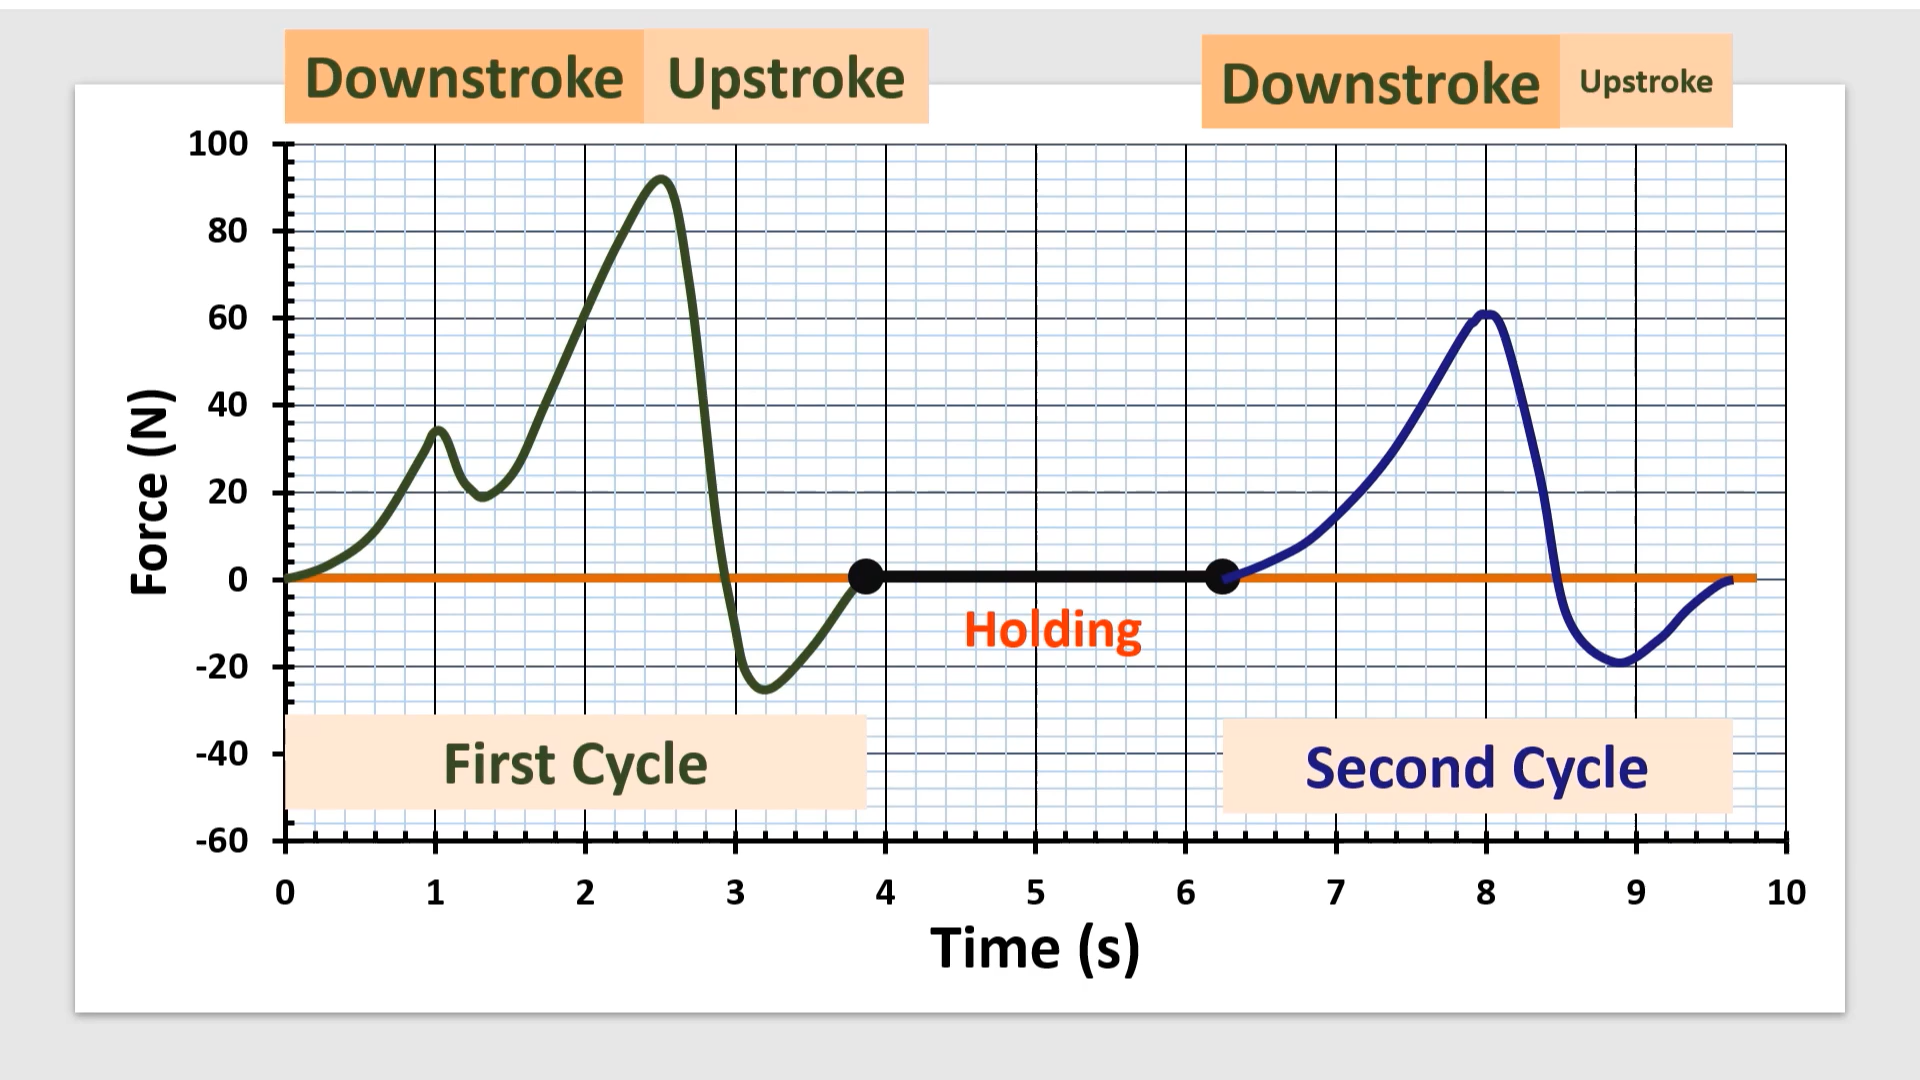 Downstroke Upstroke
Downstroke Upstroke
100
80
60
40
20
0
-20
-40
-60
Force (N)
Holding
First Cycle
Second Cycle
0 1 2 3 4 5 6 7 8 9 10
Time (s)